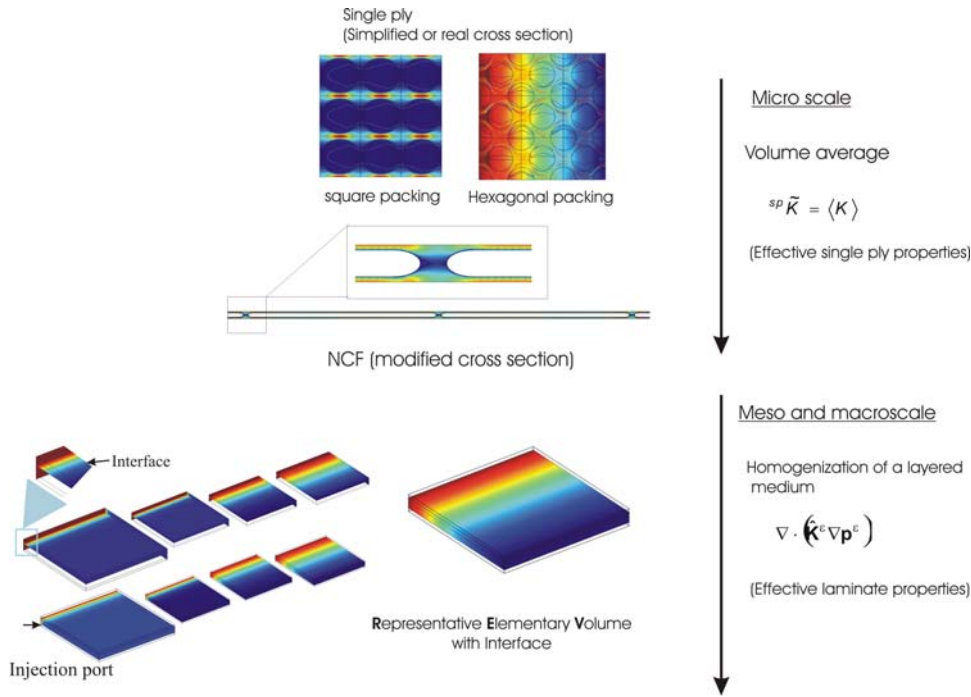 Single ply
(Simplified or real cross section)
square packing
Hexagonal packing
NCF (modified cross section)
Micro scale
Volume average
sp K̃ = ⟨K⟩
(Effective single ply properties)
Interface
Injection port
Representative Elementary Volume
with Interface
Meso and macroscale
Homogenization of a layered
medium
∇ · (K̂^ε ∇p^ε)
(Effective laminate properties)